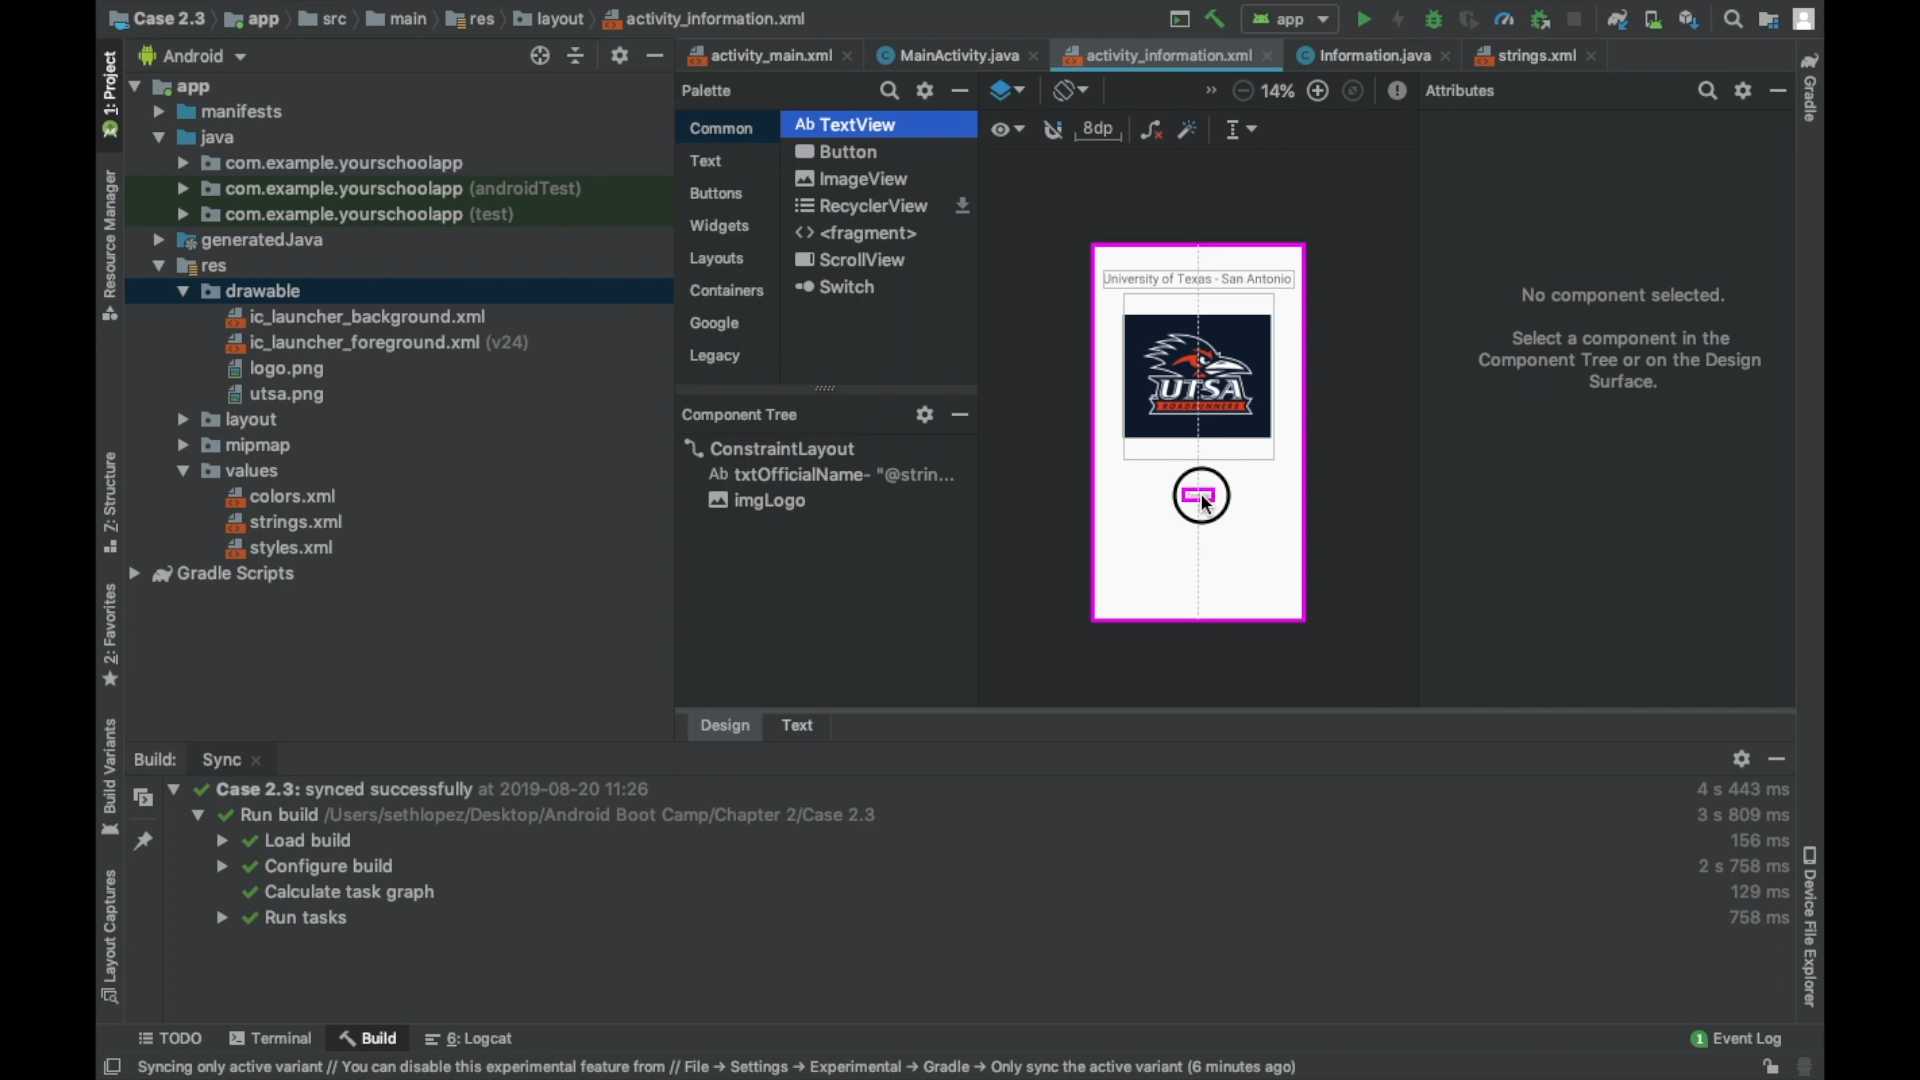 Case 2.3 app src main res layout activity_information.xml app
Android
activity_main.xml MainActivity.java activity_information.xml Information.java strings.xml
1: Project
Resource Manager
7: Structure
2: Favorites
Build Variants
Layout Captures
app
manifests
java
com.example.yourschoolapp
com.example.yourschoolapp (androidTest)
com.example.yourschoolapp (test)
generatedJava
res
drawable
ic_launcher_background.xml
ic_launcher_foreground.xml (v24)
logo.png
utsa.png
layout
mipmap
values
colors.xml
strings.xml
styles.xml
Gradle Scripts
Palette
Common
Text
Buttons
Widgets
Layouts
Containers
Google
Legacy
Ab TextView
Button
ImageView
RecyclerView
<> <fragment>
ScrollView
Switch
Component Tree
ConstraintLayout
Ab txtOfficialName- "@strin...
imgLogo
» 14%
8dp
University of Texas - San Antonio
UTSA
ROADRUNNERS
Attributes
No component selected.
Select a component in the
Component Tree or on the Design
Surface.
Gradle
Device File Explorer
Design Text
Build: Sync
Case 2.3: synced successfully at 2019-08-20 11:26 4 s 443 ms
Run build /Users/sethlopez/Desktop/Android Boot Camp/Chapter 2/Case 2.3 3 s 809 ms
Load build 156 ms
Configure build 2 s 758 ms
Calculate task graph 129 ms
Run tasks 758 ms
TODO Terminal Build 6: Logcat 1 Event Log
Syncing only active variant // You can disable this experimental feature from // File → Settings → Experimental → Gradle → Only sync the active variant (6 minutes ago)